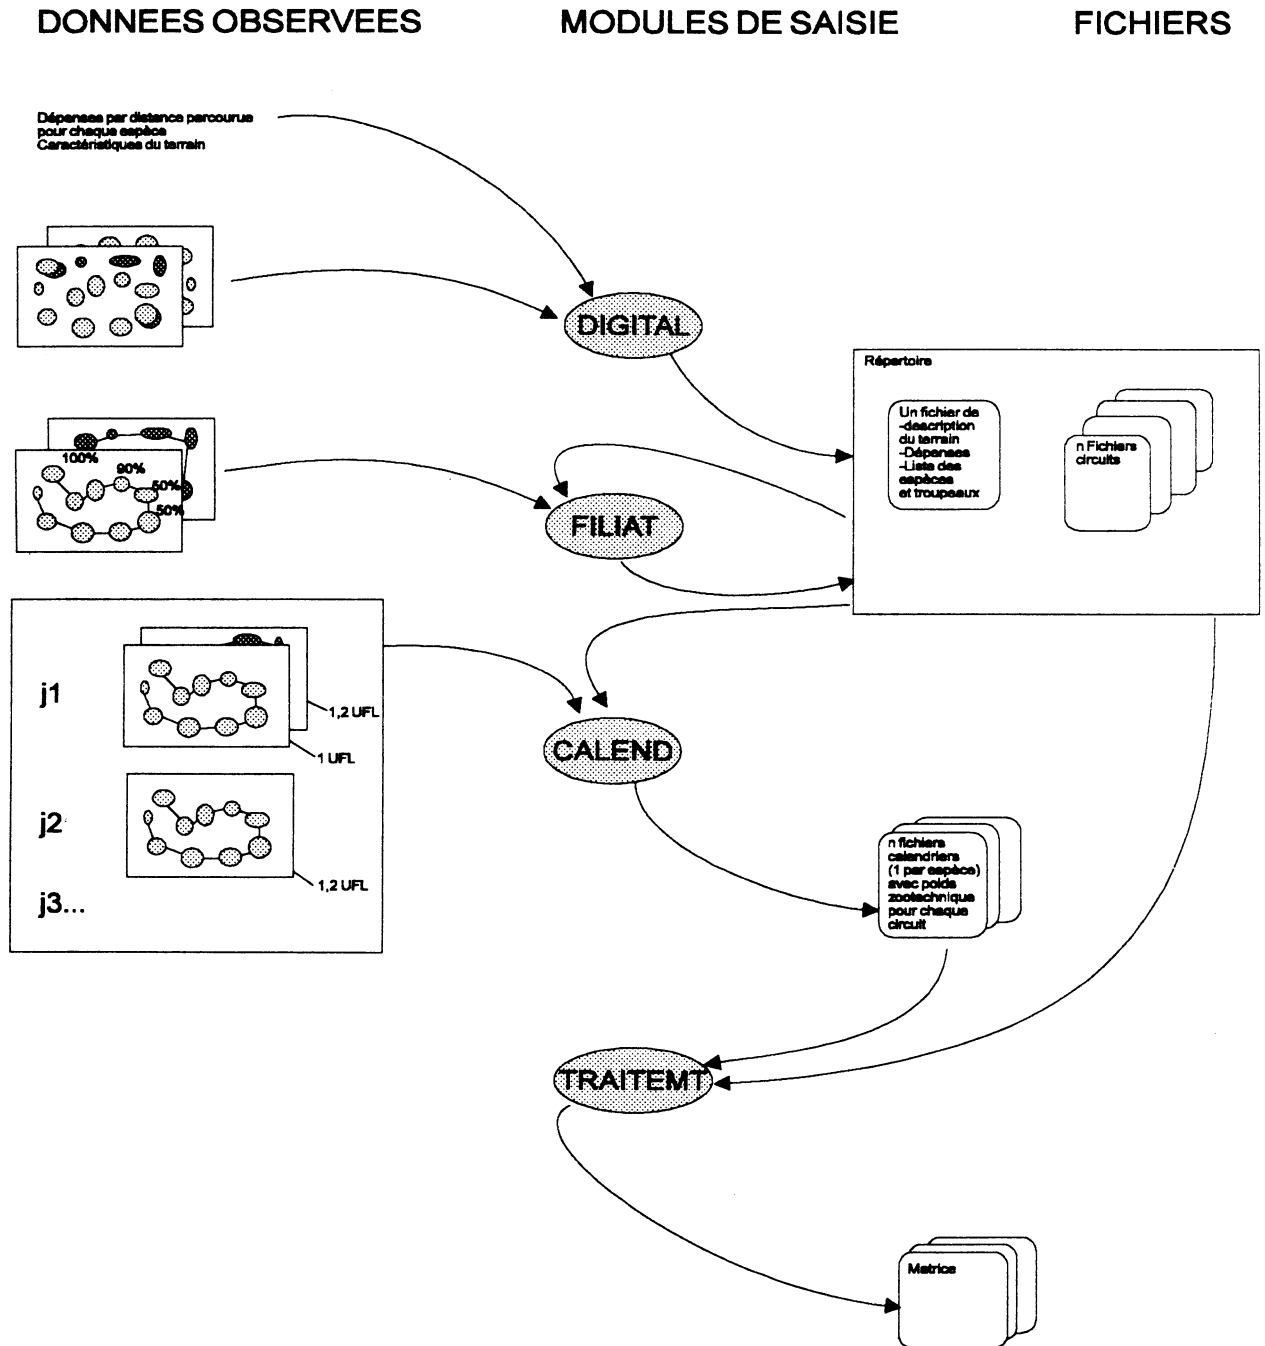 DONNEES OBSERVEES
MODULES DE SAISIE
FICHIERS
Dépenses par distance parcourue
pour chaque espèce
Caractéristiques du terrain
DIGITAL
Répertoire
Un fichier de
-description
du terrain
-Dépenses
-Liste des
espèces
et troupeaux
n Fichiers
circuits
100%
90%
50%
50%
FILIAT
j1
1,2 UFL
1 UFL
CALEND
j2
1,2 UFL
j3...
n fichiers
calendriers
(1 par espèce)
avec poids
zootechnique
pour chaque
circuit
TRAITEMT
Matrice